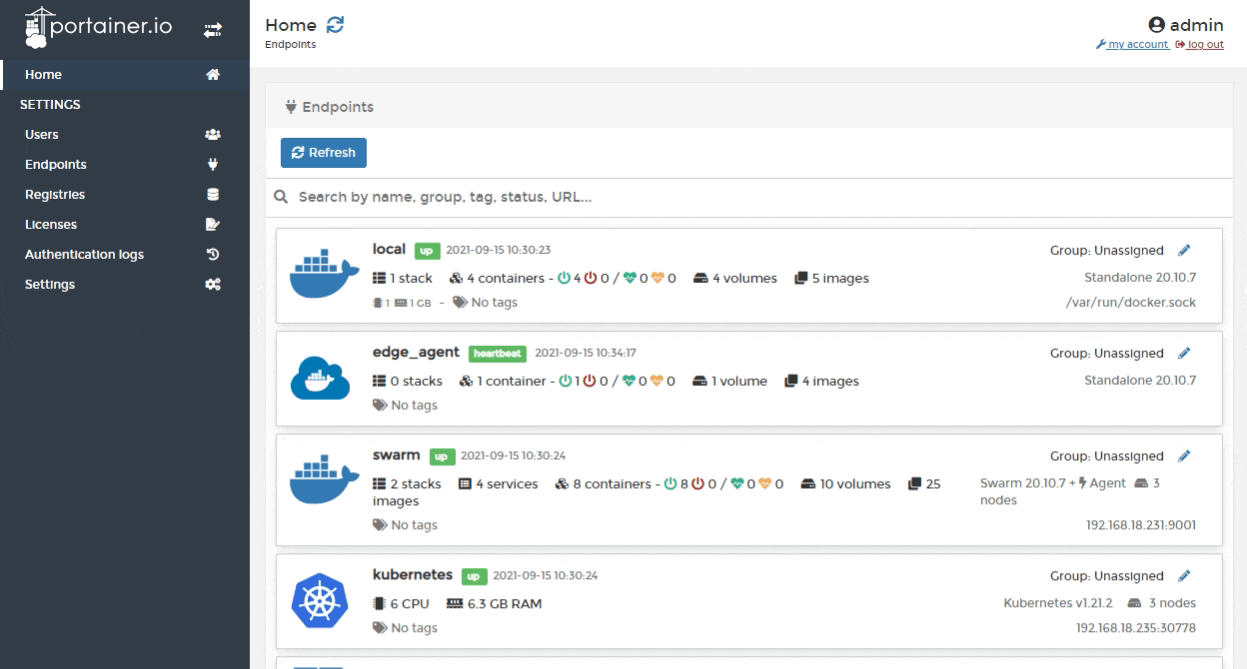 portainer.io
Home
SETTINGS
Users
Endpoints
Registries
Licenses
Authentication logs
Settings
Home
Endpoints
admin
my account log out
Endpoints
Refresh
Search by name, group, tag, status, URL...
local up 2021-09-15 10:30:23 Group: Unassigned
1 stack 4 containers - 4 0 / 0 0 4 volumes 5 images Standalone 20.10.7
1 1 GB - No tags /var/run/docker.sock
edge_agent heartbeat 2021-09-15 10:34:17 Group: Unassigned
0 stacks 1 container - 1 0 / 0 0 1 volume 4 images Standalone 20.10.7
No tags
swarm up 2021-09-15 10:30:24 Group: Unassigned
2 stacks 4 services 8 containers - 8 0 / 0 0 10 volumes 25
images
Swarm 20.10.7 + Agent 3
nodes
No tags 192.168.18.231:9001
kubernetes up 2021-09-15 10:30:24 Group: Unassigned
6 CPU 6.3 GB RAM Kubernetes v1.21.2 3 nodes
No tags 192.168.18.235:30778